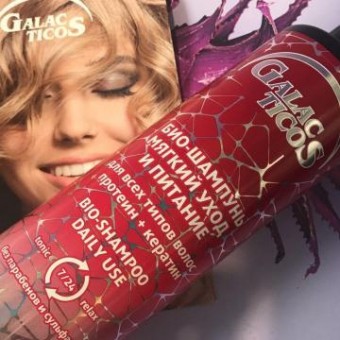 GALAC
TICOS
GALAC
TICOS
БИО-ШАМПУНЬ
МЯГКИЙ УХОД
И ПИТАНИЕ
для всех типов волос
протеин + кератин
BIO-SHAMPOO
DAILY USE
tonic 7/24 relax
без парабенов и сульфа